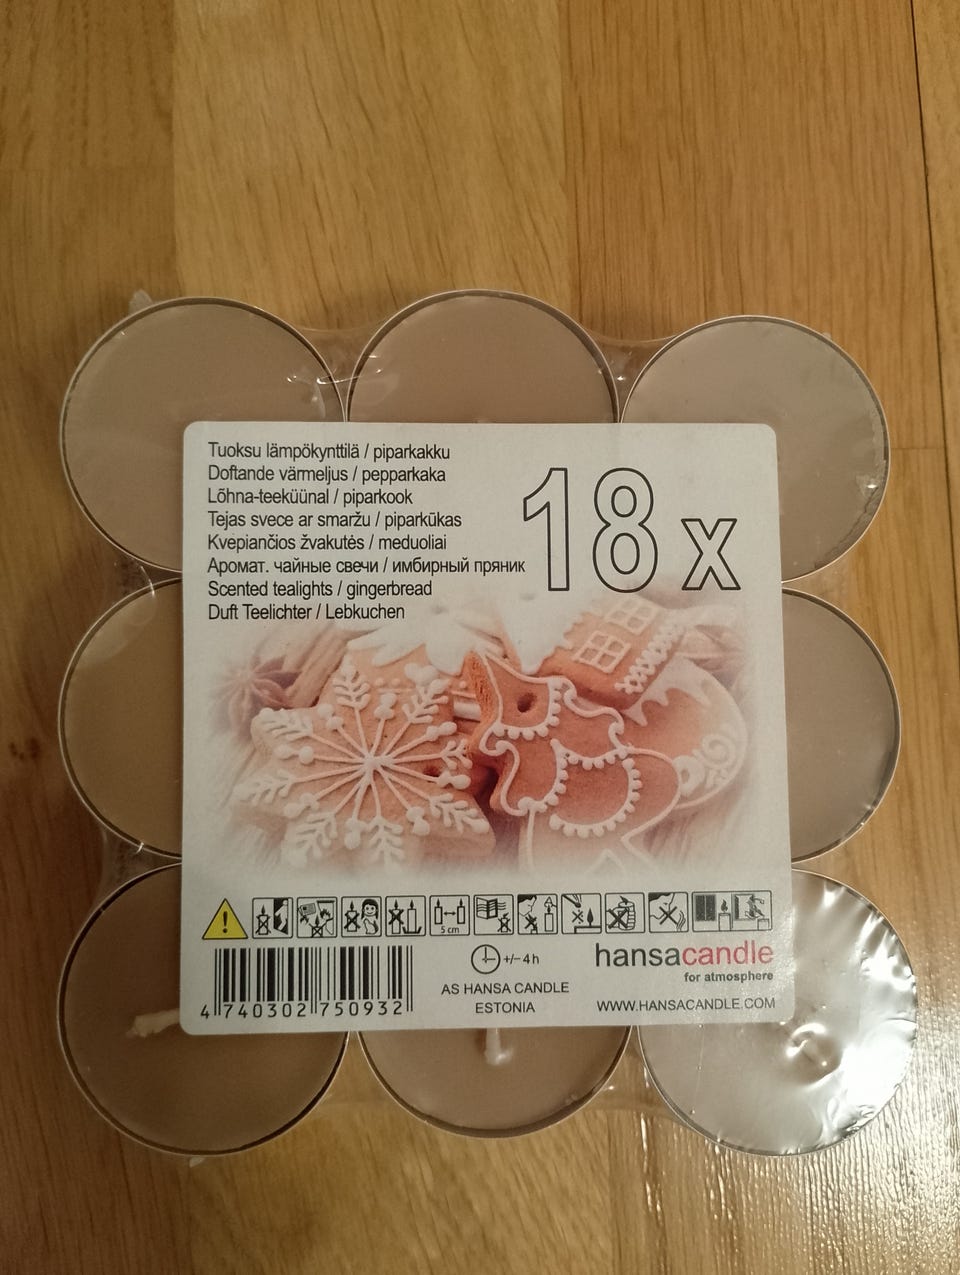 Tuoksu lämpökynttilä / piparkakku
Doftande värmeljus / pepparkaka
Lõhna-teeküünal / piparkook
Tejas svece ar smaržu / piparkūkas
Kvepiančios žvakutės / meduoliai
Аромат. чайные свечи / имбирный пряник
Scented tealights / gingerbread
Duft Teelichter / Lebkuchen
18 x
5 cm
4 740302 750932
+/- 4 h
AS HANSA CANDLE
ESTONIA
hansacandle
for atmosphere
WWW.HANSACANDLE.COM